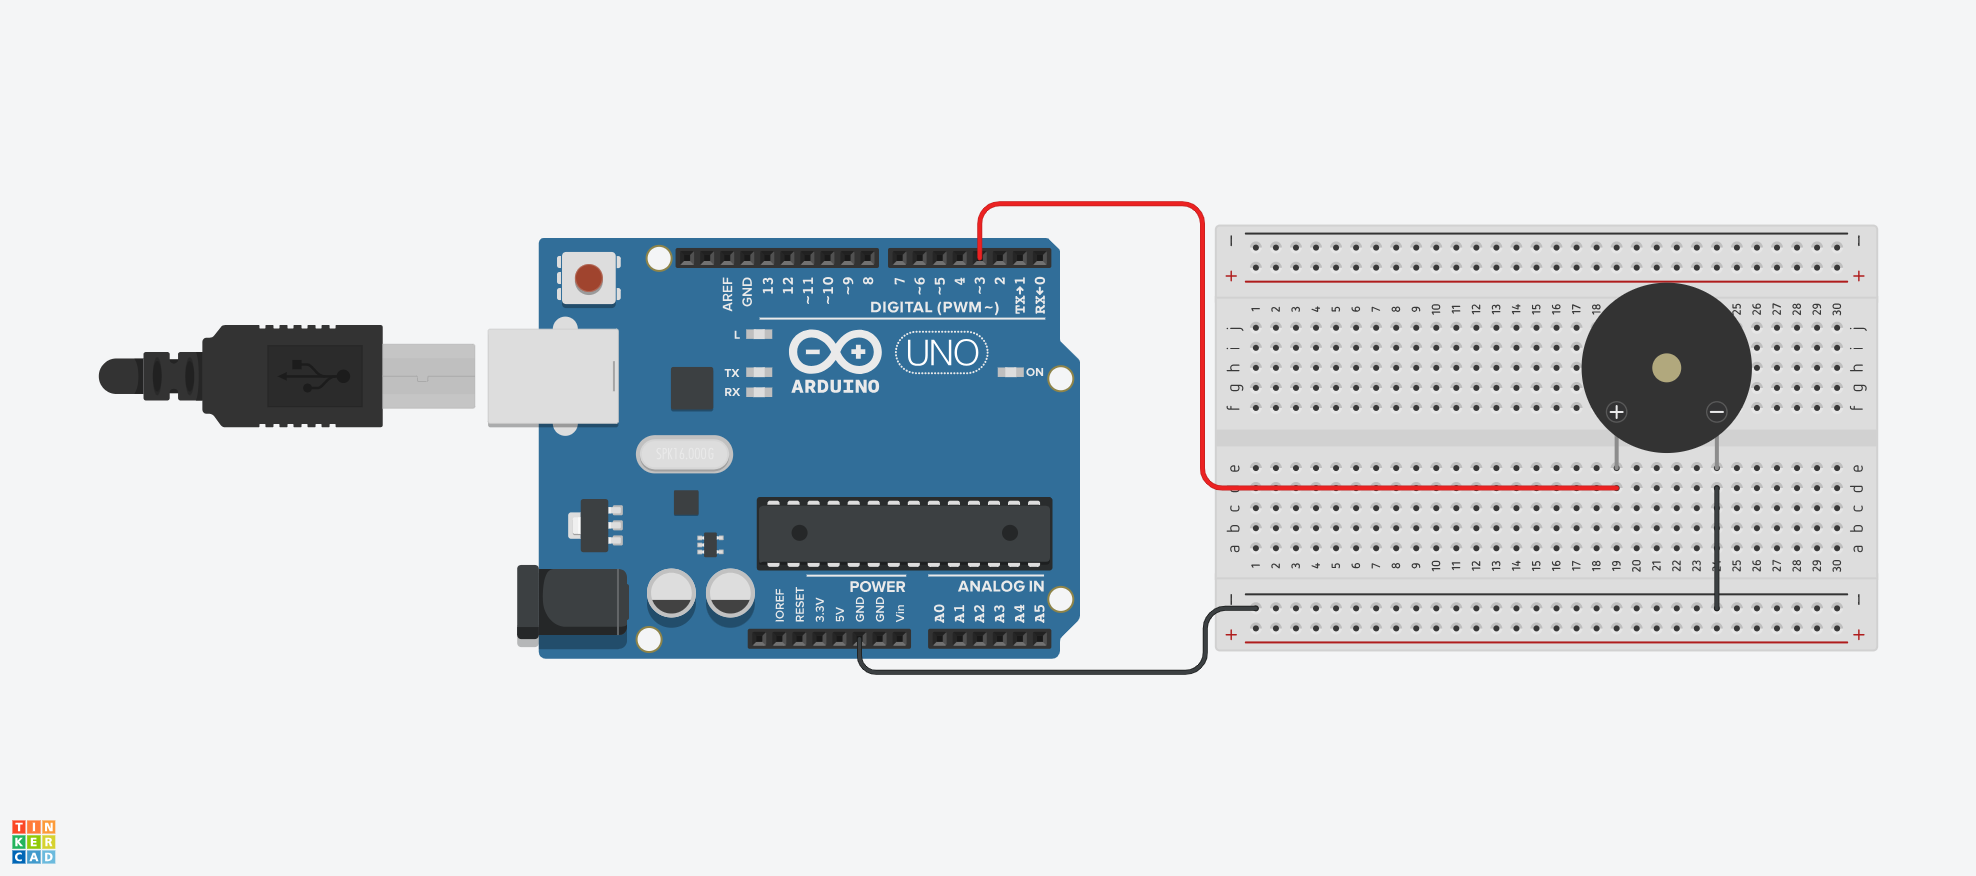 AREF GND 13 12 ~11 ~10 ~9 8 7 ~6 ~5 4 ~3 2 TX→1 RX←0
DIGITAL (PWM~)
L
TX
RX
ARDUINO
UNO
ON
SPK16.000G
POWER
ANALOG IN
IOREF RESET 3.3V 5V GND GND Vin A0 A1 A2 A3 A4 A5
− −
+ +
1 2 3 4 5 6 7 8 9 10 11 12 13 14 15 16 17 18 25 26 27 28 29 30
j j
i i
h h
g g
f f
+ −
e e
d
c c
b b
a a
1 2 3 4 5 6 7 8 9 10 11 12 13 14 15 16 17 18 19 20 21 22 23 24 25 26 27 28 29 30
− −
+ +
TIN
KER
CAD